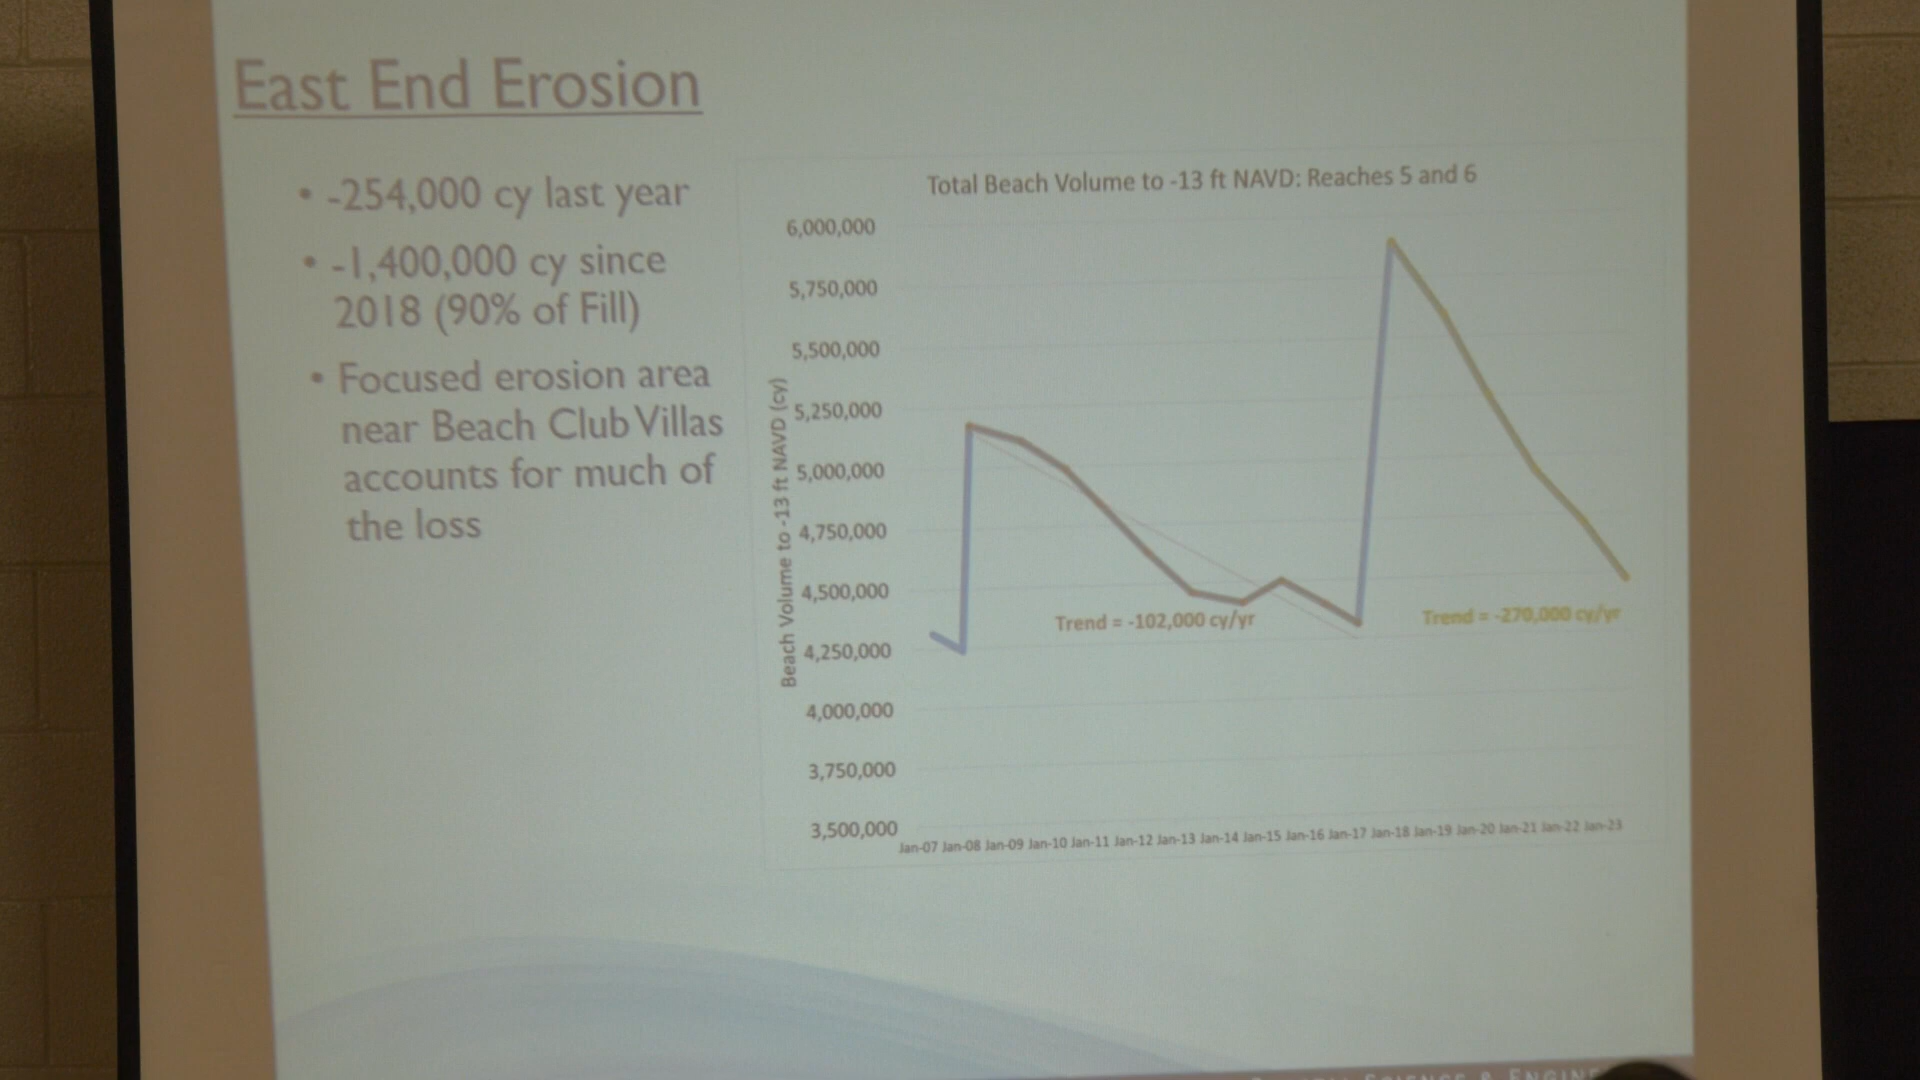 East End Erosion
• -254,000 cy last year
• -1,400,000 cy since
2018 (90% of Fill)
• Focused erosion area
near Beach Club Villas
accounts for much of
the loss
Total Beach Volume to -13 ft NAVD: Reaches 5 and 6
Beach Volume to -13 ft NAVD (cy)
6,000,000
5,750,000
5,500,000
5,250,000
5,000,000
4,750,000
4,500,000
4,250,000
4,000,000
3,750,000
3,500,000
Trend = -102,000 cy/yr
Trend = -270,000 cy/yr
Jan-07 Jan-08 Jan-09 Jan-10 Jan-11 Jan-12 Jan-13 Jan-14 Jan-15 Jan-16 Jan-17 Jan-18 Jan-19 Jan-20 Jan-21 Jan-22 Jan-23
SCIENCE &